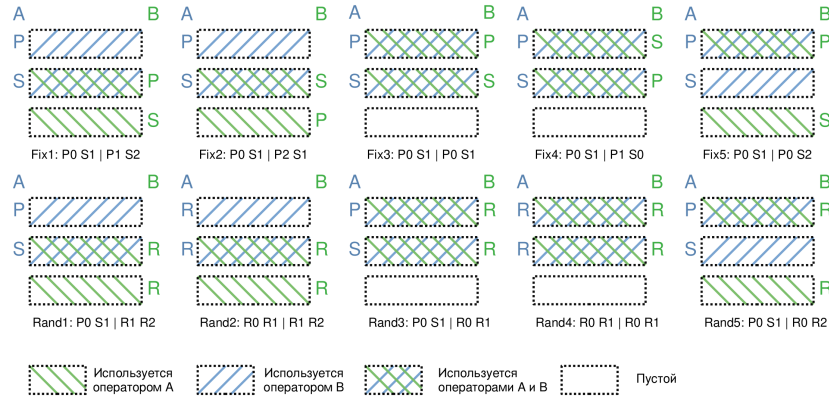 A B A B A B A B A B
P P P P P S P P
S P S S S S S P S
S P S
Fix1: P0 S1 | P1 S2 Fix2: P0 S1 | P2 S1 Fix3: P0 S1 | P0 S1 Fix4: P0 S1 | P1 S0 Fix5: P0 S1 | P0 S2
A B A B A B A B A B
P R P R R R P R
S R R R S R R R S
R R R
Rand1: P0 S1 | R1 R2 Rand2: R0 R1 | R1 R2 Rand3: P0 S1 | R0 R1 Rand4: R0 R1 | R0 R1 Rand5: P0 S1 | R0 R2
Используется
оператором A
Используется
оператором B
Используется
операторами A и B
Пустой